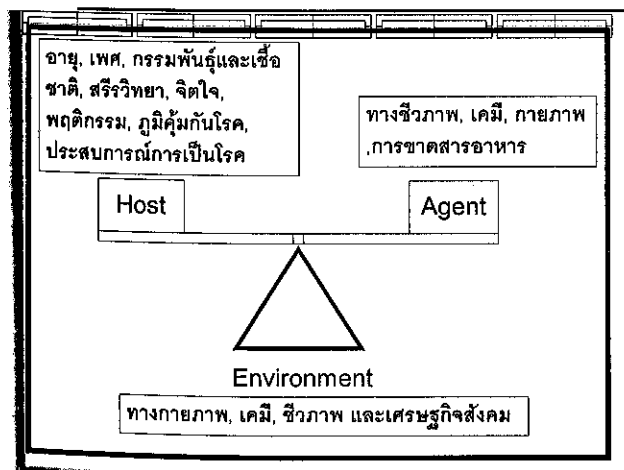 อายุ, เพศ, กรรมพันธุ์และเชื้อ
ชาติ, สรีรวิทยา, จิตใจ,
พฤติกรรม, ภูมิคุ้มกันโรค,
ประสบการณ์การเป็นโรค
ทางชีวภาพ, เคมี, กายภาพ
,การขาดสารอาหาร
Host
Agent
Environment
ทางกายภาพ, เคมี, ชีวภาพ และเศรษฐกิจสังคม